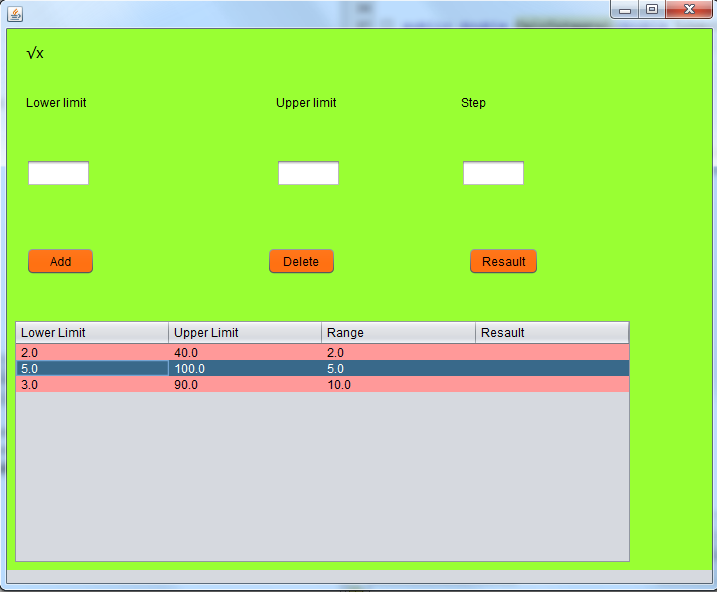 √x
Lower limit Upper limit Step
Add Delete Resault
Lower Limit Upper Limit Range Resault
2.0 40.0 2.0
5.0 100.0 5.0
3.0 90.0 10.0